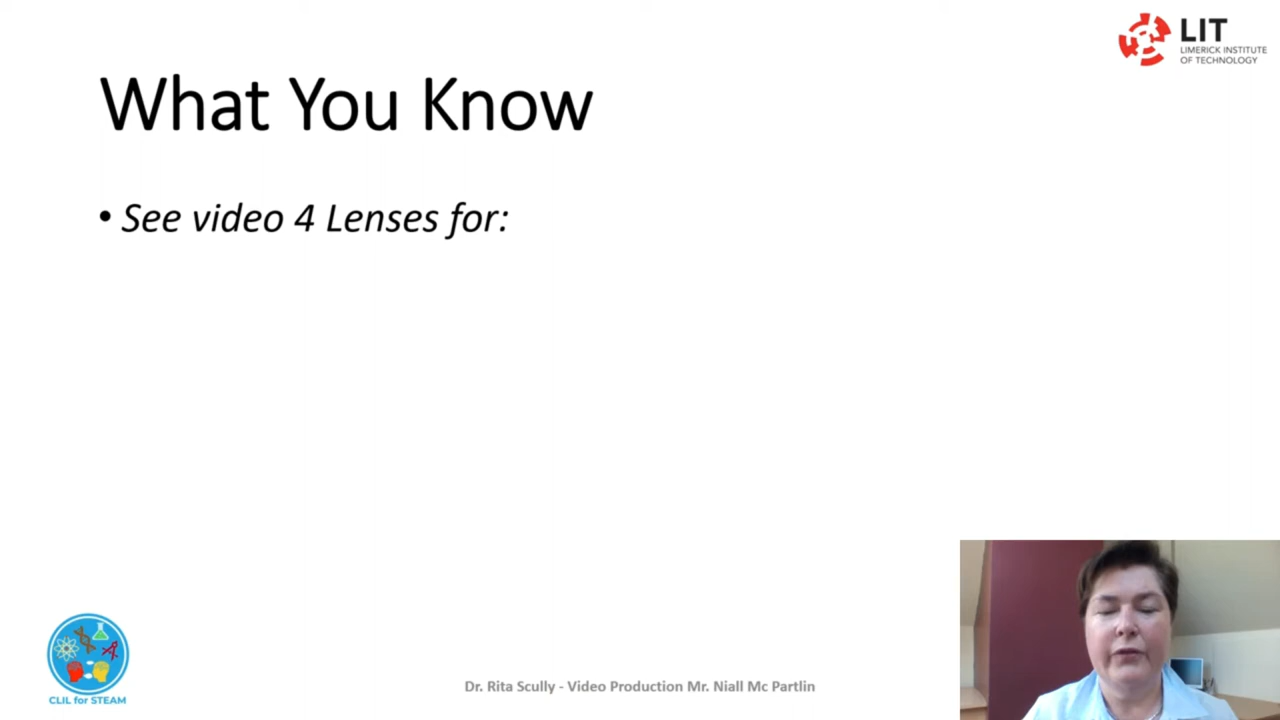 LIT
LIMERICK INSTITUTE
OF TECHNOLOGY
What You Know
• See video 4 Lenses for:
CLIL for STEAM
Dr. Rita Scully - Video Production Mr. Niall Mc Partlin